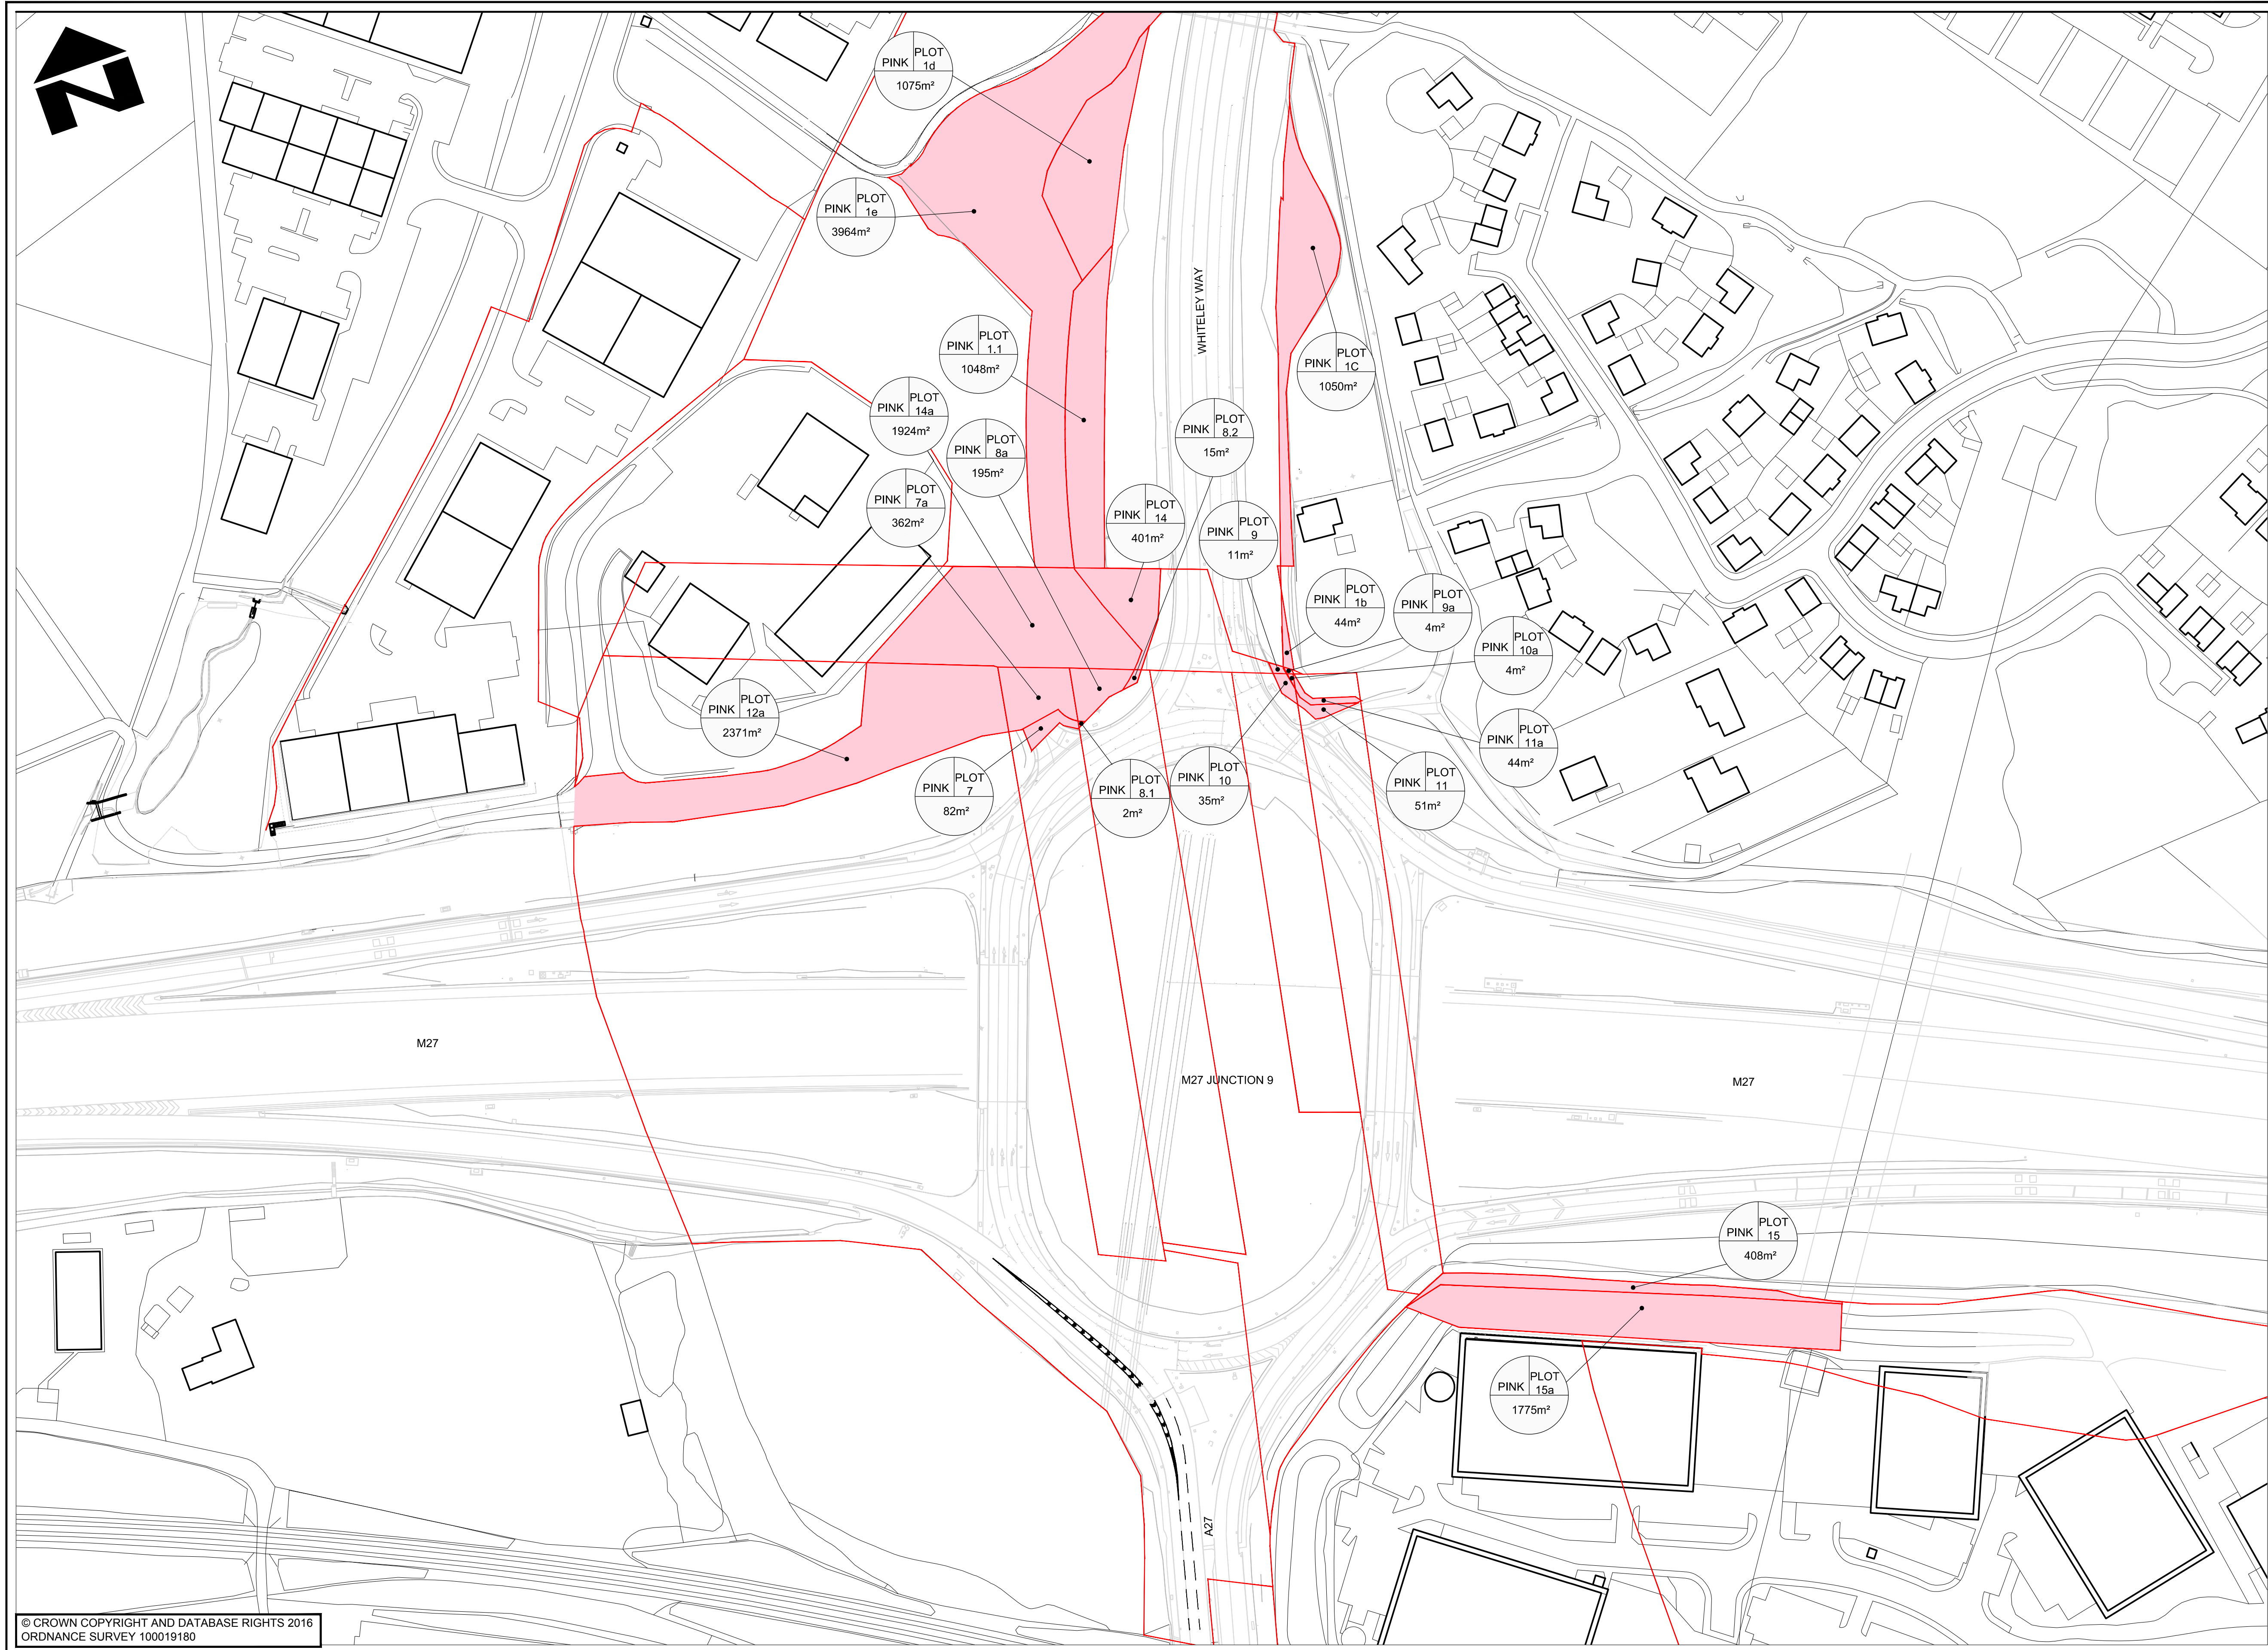 N
PINK PLOT
1d
1075m²
PINK PLOT
1e
3964m²
WHITELEY WAY
PINK PLOT
1.1
1048m²
PINK PLOT
1C
1050m²
PINK PLOT
14a
1924m²
PINK PLOT
8a
195m²
PINK PLOT
8.2
15m²
PINK PLOT
7a
362m²
PINK PLOT
14
401m²
PINK PLOT
9
11m²
PINK PLOT
1b
44m²
PINK PLOT
9a
4m²
PINK PLOT
10a
4m²
PINK PLOT
12a
2371m²
PINK PLOT
11a
44m²
PINK PLOT
7
82m²
PINK PLOT
8.1
2m²
PINK PLOT
10
35m²
PINK PLOT
11
51m²
M27
M27 JUNCTION 9
M27
PINK PLOT
15
408m²
PINK PLOT
15a
1775m²
A27
© CROWN COPYRIGHT AND DATABASE RIGHTS 2016
ORDNANCE SURVEY 100019180